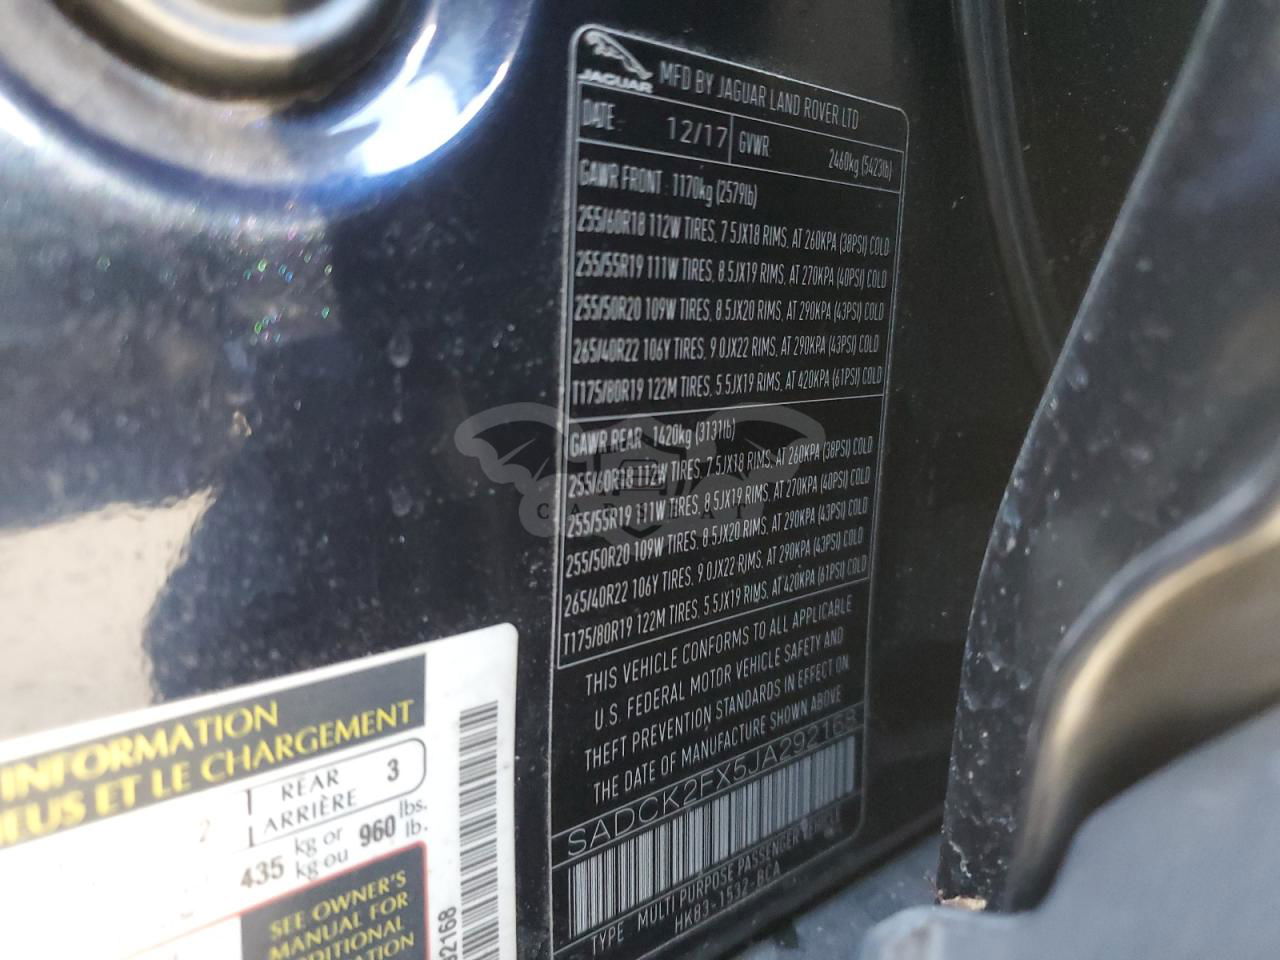 JAGUAR MFD BY JAGUAR LAND ROVER LTD
DATE: 12/17 GVWR 2460kg (5423lb)
GAWR FRONT 1170kg (2579lb)
255/60R18 112W TIRES, 7.5JX18 RIMS, AT 260KPA (38PSI) COLD
255/55R19 111W TIRES, 8.5JX19 RIMS, AT 270KPA (40PSI) COLD
255/50R20 109W TIRES, 8.5JX20 RIMS, AT 290KPA (43PSI) COLD
265/40R22 106Y TIRES, 9.0JX22 RIMS, AT 290KPA (43PSI) COLD
T175/80R19 122M TIRES, 5.5JX19 RIMS, AT 420KPA (61PSI) COLD
GAWR REAR 1420kg (3131lb)
255/60R18 112W TIRES, 7.5JX18 RIMS, AT 260KPA (38PSI) COLD
255/55R19 111W TIRES, 8.5JX19 RIMS, AT 270KPA (40PSI) COLD
255/50R20 109W TIRES, 8.5JX20 RIMS, AT 290KPA (43PSI) COLD
265/40R22 106Y TIRES, 9.0JX22 RIMS, AT 290KPA (43PSI) COLD
T175/80R19 122M TIRES, 5.5JX19 RIMS, AT 420KPA (61PSI) COLD
THIS VEHICLE CONFORMS TO ALL APPLICABLE
U.S. FEDERAL MOTOR VEHICLE SAFETY AND
THEFT PREVENTION STANDARDS IN EFFECT ON
THE DATE OF MANUFACTURE SHOWN ABOVE
SADCK2FX5JA292168
TYPE MULTI PURPOSE PASSENGER VEHICLE
HK83-1532-BCA
INFORMATION
ET LE CHARGEMENT
2 REAR 3
ARRIÈRE
435 kg or 960 lbs.
kg ou lb.
SEE OWNER'S
MANUAL FOR